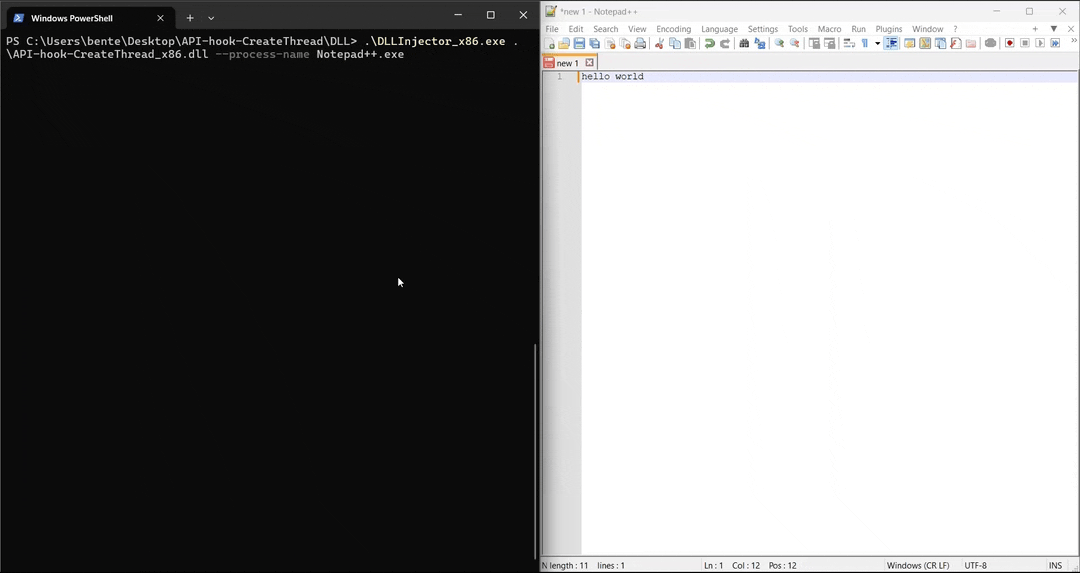 Windows PowerShell
PS C:\Users\bente\Desktop\API-hook-CreateThread\DLL> .\DLLInjector_x86.exe .
\API-hook-CreateThread_x86.dll --process-name Notepad++.exe
*new 1 - Notepad++
File Edit Search View Encoding Language Settings Tools Macro Run Plugins Window ?
new 1
1 hello world
N length : 11 lines : 1 Ln : 1 Col : 12 Pos : 12 Windows (CR LF) UTF-8 INS